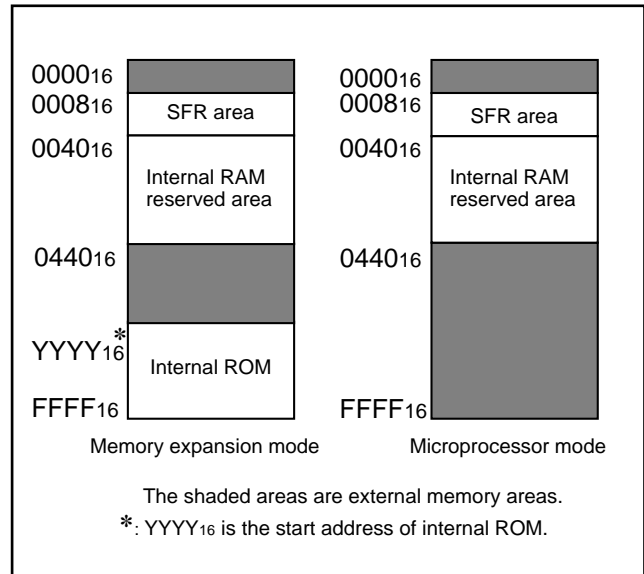 000016
000816
SFR area
004016
Internal RAM
reserved area
044016
YYYY16*
Internal ROM
FFFF16
Memory expansion mode
000016
000816
SFR area
004016
Internal RAM
reserved area
044016
FFFF16
Microprocessor mode
The shaded areas are external memory areas.
*: YYYY16 is the start address of internal ROM.